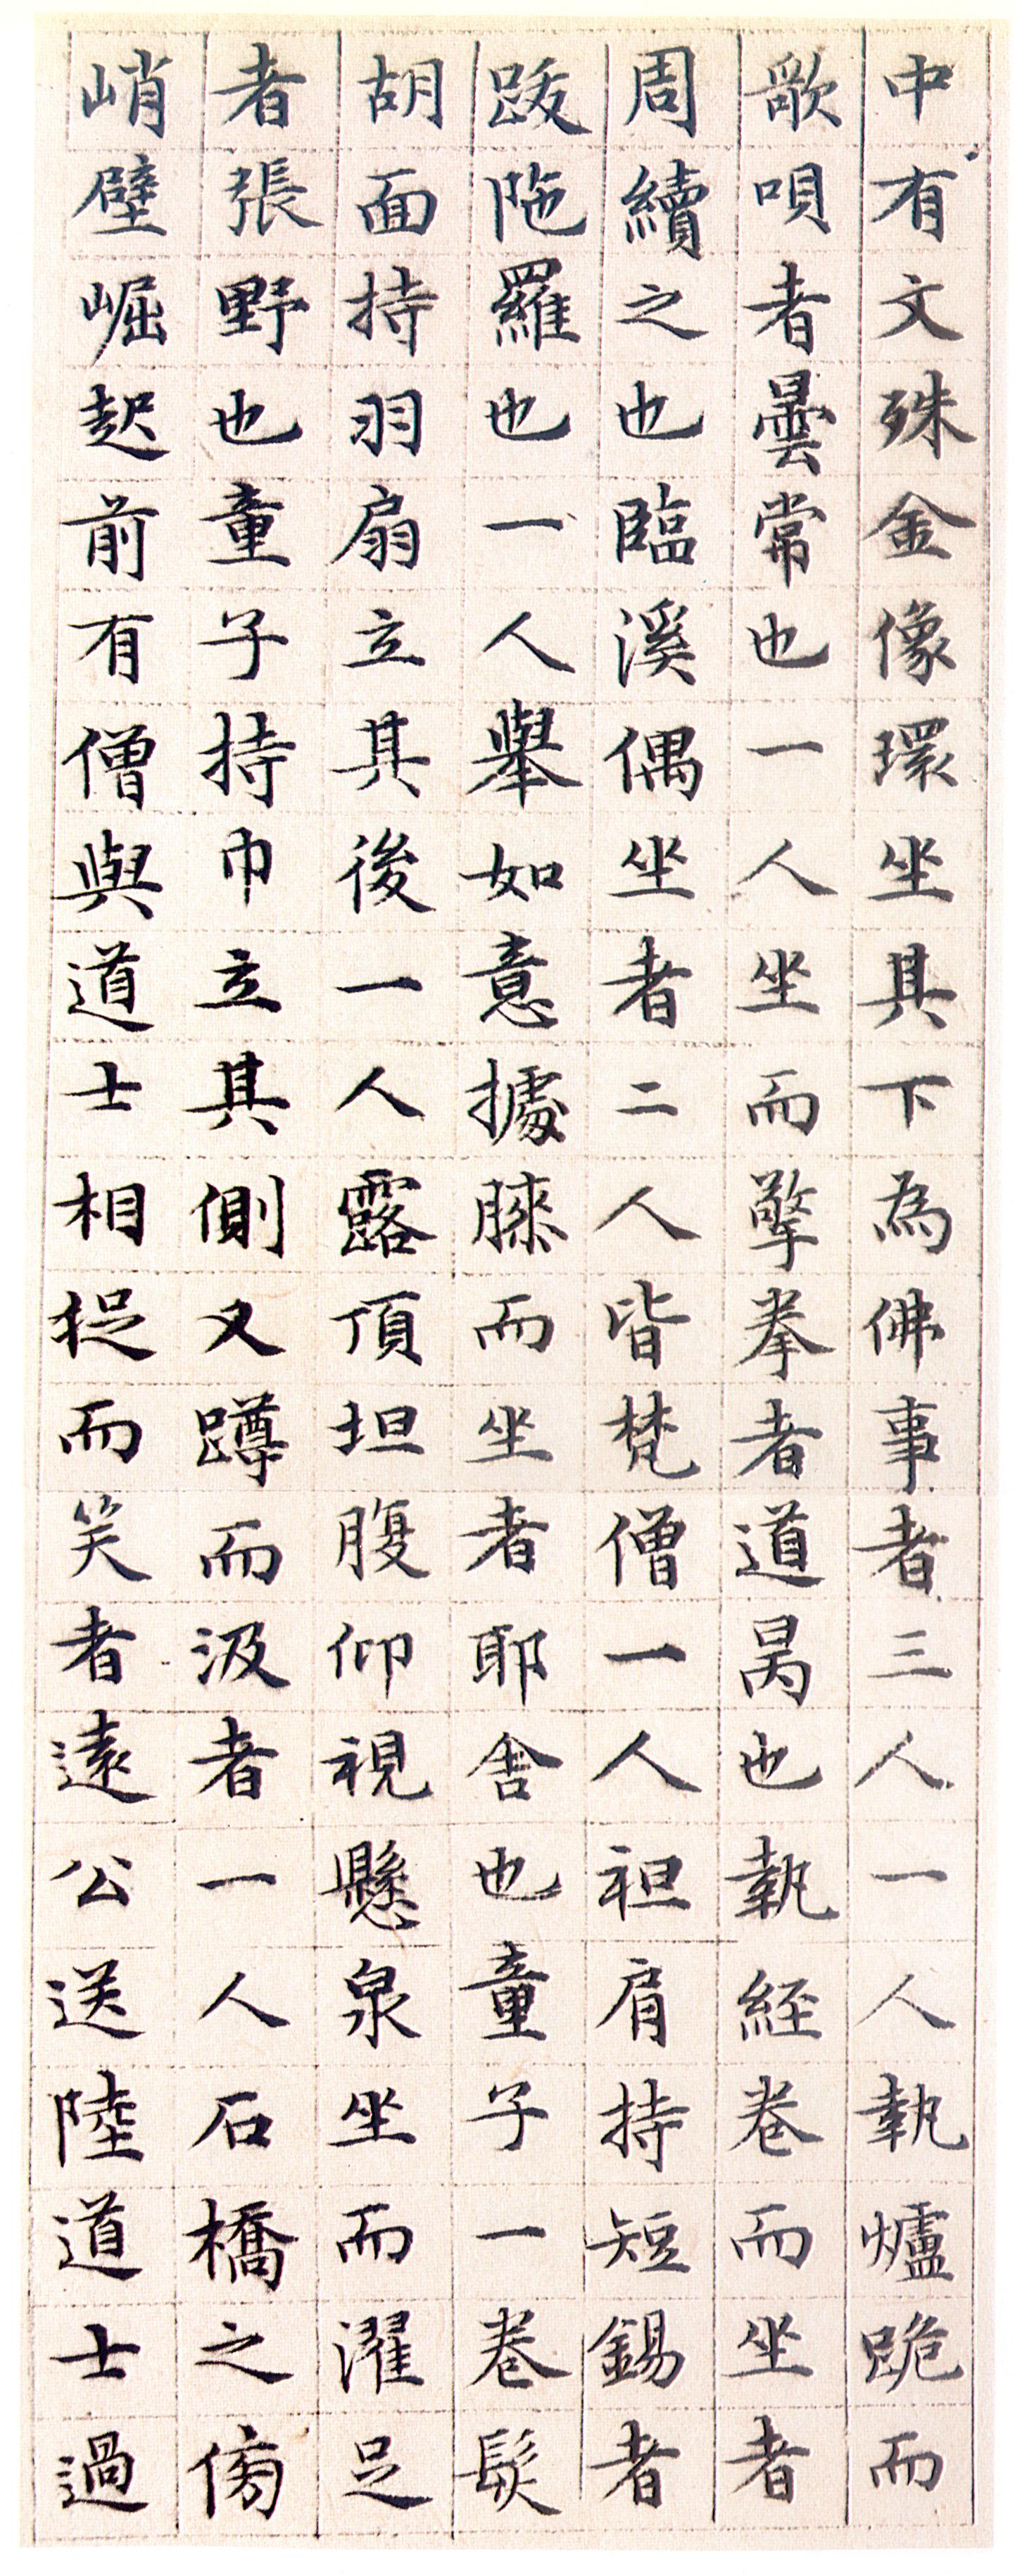 中有文殊金像環坐其下為佛事者三人一人執爐跪而
歌唄者曇常也一人坐而擎拳者道昺也執經卷而坐者
周續之也臨溪偶坐者二人皆梵僧一人袒肩持短錫者
跋陁羅也一人舉如意據膝而坐者耶舍也童子一卷髮
胡面持羽扇立其後一人露頂坦腹仰視懸泉坐而濯足
者張野也童子持巾立其側又蹲而汲者一人石橋之傍
峭壁崛起前有僧與道士相捉而笑者遠公送陸道士過